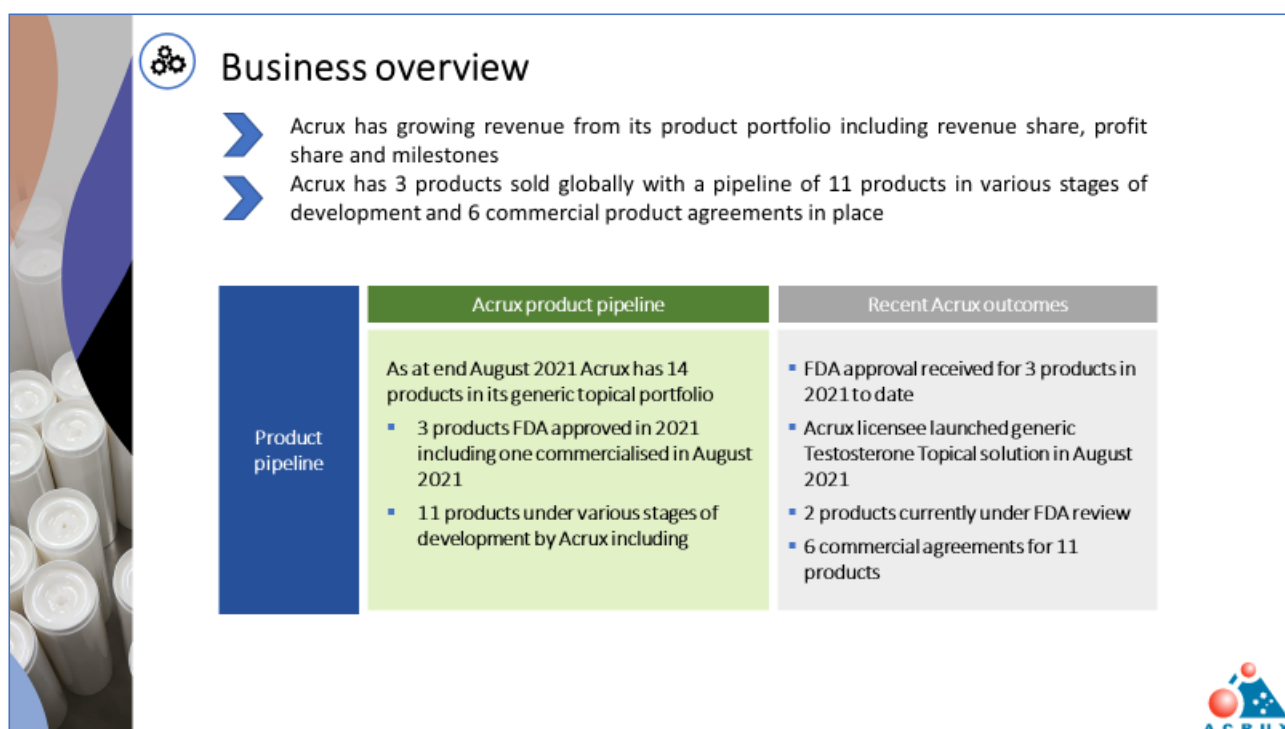 Business overview
Acrux has growing revenue from its product portfolio including revenue share, profit
share and milestones
Acrux has 3 products sold globally with a pipeline of 11 products in various stages of
development and 6 commercial product agreements in place
Product
pipeline
Acrux product pipeline
As at end August 2021 Acrux has 14
products in its generic topical portfolio
▪ 3 products FDA approved in 2021
including one commercialised in August
2021
▪ 11 products under various stages of
development by Acrux including
Recent Acrux outcomes
▪ FDA approval received for 3 products in
2021 to date
▪ Acrux licensee launched generic
Testosterone Topical solution in August
2021
▪ 2 products currently under FDA review
▪ 6 commercial agreements for 11
products
ACRUX